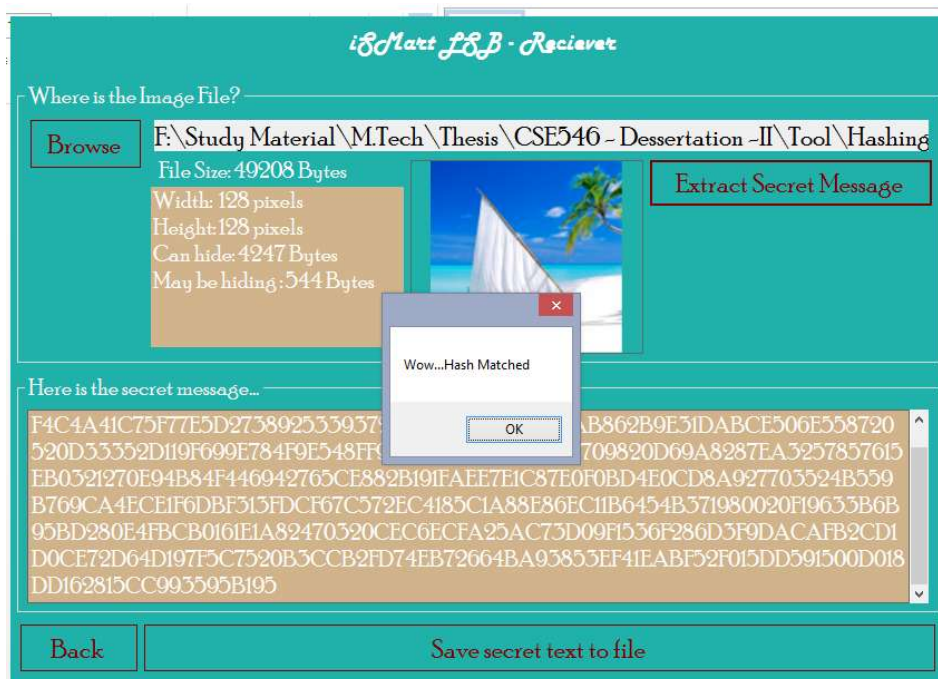 iSMart LSB - Reciever
Where is the Image File?
Browse
F:\Study Material\M.Tech\Thesis\CSE546 - Dessertation -II\Tool\Hashing
File Size: 49208 Bytes
Extract Secret Message
Width: 128 pixels
Height: 128 pixels
Can hide: 4247 Bytes
May be hiding : 544 Bytes
Wow...Hash Matched
OK
Here is the secret message...
F4C4A41C75F77E5D27389253393 AB862B9E31DABCE506E558720
520D33352D119F699E784F9E548FF 709820D69A8287EA3257857615
EB0321270E94B84F446942765CE882B191FAEE7E1C87E0F0BD4E0CD8A927703524B559
B769CA4ECE1F6DBF313FDCF67C572EC4185C1A88E86EC11B6454B371980020F19633B6B
95BD280E4FBCB0161E1A82470320CEC6ECFA25AC73D09F1536F286D3F9DACAFB2CD1
D0CE72D64D197F5C7520B3CCB2FD74EB72664BA93853EF41EABF52F015DD591500D018
DD162815CC993595B195
Back
Save secret text to file